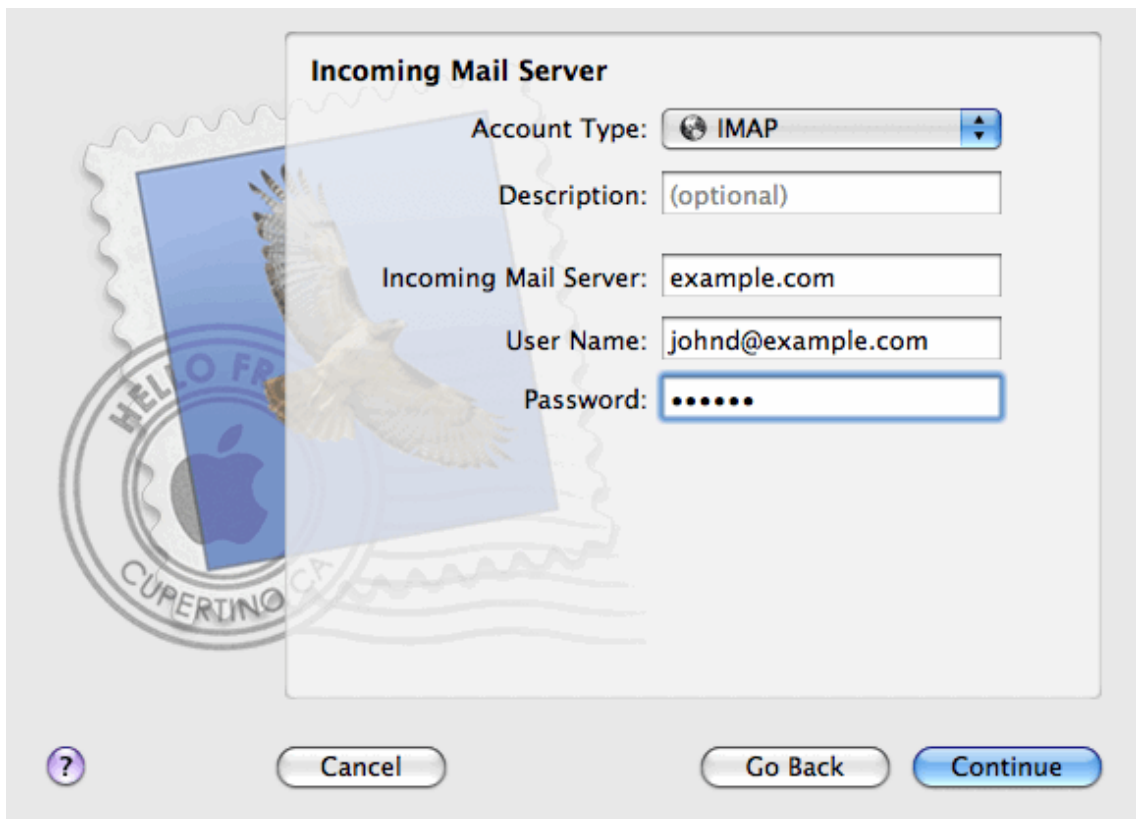 Incoming Mail Server
Account Type: IMAP
Description: (optional)
Incoming Mail Server: example.com
User Name: johnd@example.com
Password: ••••••
HELLO FR
CUPERTINO CA
? Cancel Go Back Continue